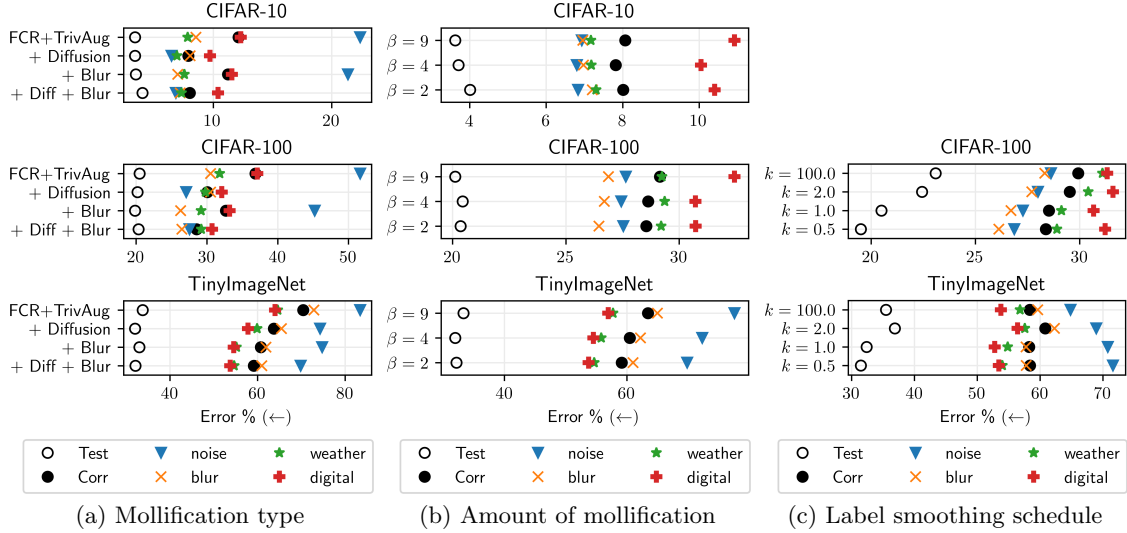 CIFAR-10
FCR+TrivAug
+ Diffusion
+ Blur
+ Diff + Blur
10 20
CIFAR-100
FCR+TrivAug
+ Diffusion
+ Blur
+ Diff + Blur
20 30 40 50
TinyImageNet
FCR+TrivAug
+ Diffusion
+ Blur
+ Diff + Blur
40 60 80
Error % (←)
Test noise weather
Corr blur digital
(a) Mollification type
CIFAR-10
β = 9
β = 4
β = 2
4 6 8 10
CIFAR-100
β = 9
β = 4
β = 2
20 25 30
TinyImageNet
β = 9
β = 4
β = 2
40 60
Error % (←)
Test noise weather
Corr blur digital
(b) Amount of mollification
CIFAR-100
k = 100.0
k = 2.0
k = 1.0
k = 0.5
20 25 30
TinyImageNet
k = 100.0
k = 2.0
k = 1.0
k = 0.5
30 40 50 60 70
Error % (←)
Test noise weather
Corr blur digital
(c) Label smoothing schedule